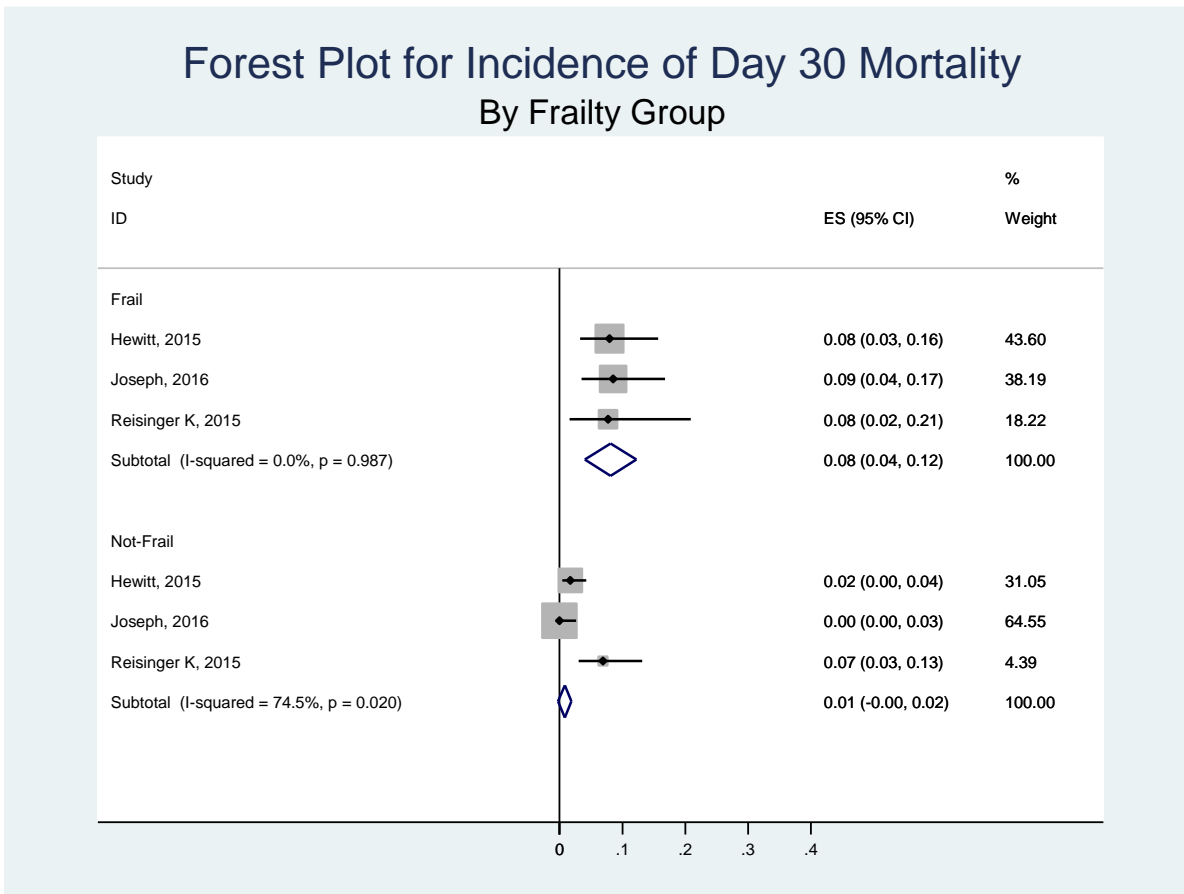 Forest Plot for Incidence of Day 30 Mortality
By Frailty Group
Study %
ID ES (95% CI) Weight
Frail
Hewitt, 2015 0.08 (0.03, 0.16) 43.60
Joseph, 2016 0.09 (0.04, 0.17) 38.19
Reisinger K, 2015 0.08 (0.02, 0.21) 18.22
Subtotal (I-squared = 0.0%, p = 0.987) 0.08 (0.04, 0.12) 100.00
Not-Frail
Hewitt, 2015 0.02 (0.00, 0.04) 31.05
Joseph, 2016 0.00 (0.00, 0.03) 64.55
Reisinger K, 2015 0.07 (0.03, 0.13) 4.39
Subtotal (I-squared = 74.5%, p = 0.020) 0.01 (-0.00, 0.02) 100.00
0 .1 .2 .3 .4